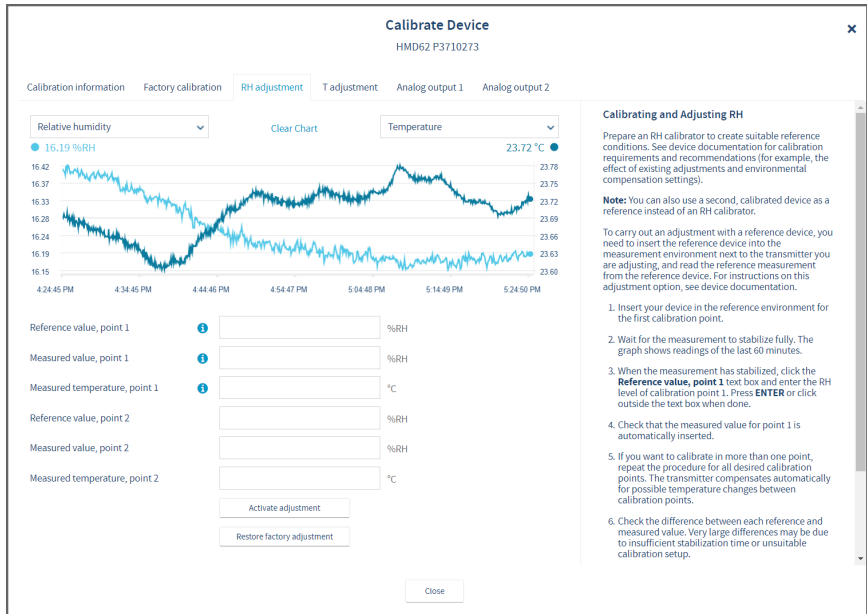 Calibrate Device
HMD62 P3710273
Calibration information
Factory calibration
RH adjustment
T adjustment
Analog output 1
Analog output 2
Relative humidity
Clear Chart
Temperature
16.19 %RH
23.72 °C
16.42
16.37
16.33
16.28
16.24
16.19
16.15
23.78
23.75
23.72
23.69
23.66
23.63
23.60
4:24:45 PM
4:34:45 PM
4:44:46 PM
4:54:47 PM
5:04:48 PM
5:14:49 PM
5:24:50 PM
Reference value, point 1
%RH
Measured value, point 1
%RH
Measured temperature, point 1
°C
Reference value, point 2
%RH
Measured value, point 2
%RH
Measured temperature, point 2
°C
Activate adjustment
Restore factory adjustment
Calibrating and Adjusting RH
Prepare an RH calibrator to create suitable reference
conditions. See device documentation for calibration
requirements and recommendations (for example, the
effect of existing adjustments and environmental
compensation settings).
Note: You can also use a second, calibrated device as a
reference instead of an RH calibrator.
To carry out an adjustment with a reference device, you
need to insert the reference device into the
measurement environment next to the transmitter you
are adjusting, and read the reference measurement
from the reference device. For instructions on this
adjustment option, see device documentation.
1. Insert your device in the reference environment for
the first calibration point.
2. Wait for the measurement to stabilize fully. The
graph shows readings of the last 60 minutes.
3. When the measurement has stabilized, click the
Reference value, point 1 text box and enter the RH
level of calibration point 1. Press ENTER or click
outside the text box when done.
4. Check that the measured value for point 1 is
automatically inserted.
5. If you want to calibrate in more than one point,
repeat the procedure for all desired calibration
points. The transmitter compensates automatically
for possible temperature changes between
calibration points.
6. Check the difference between each reference and
measured value. Very large differences may be due
to insufficient stabilization time or unsuitable
calibration setup.
Close